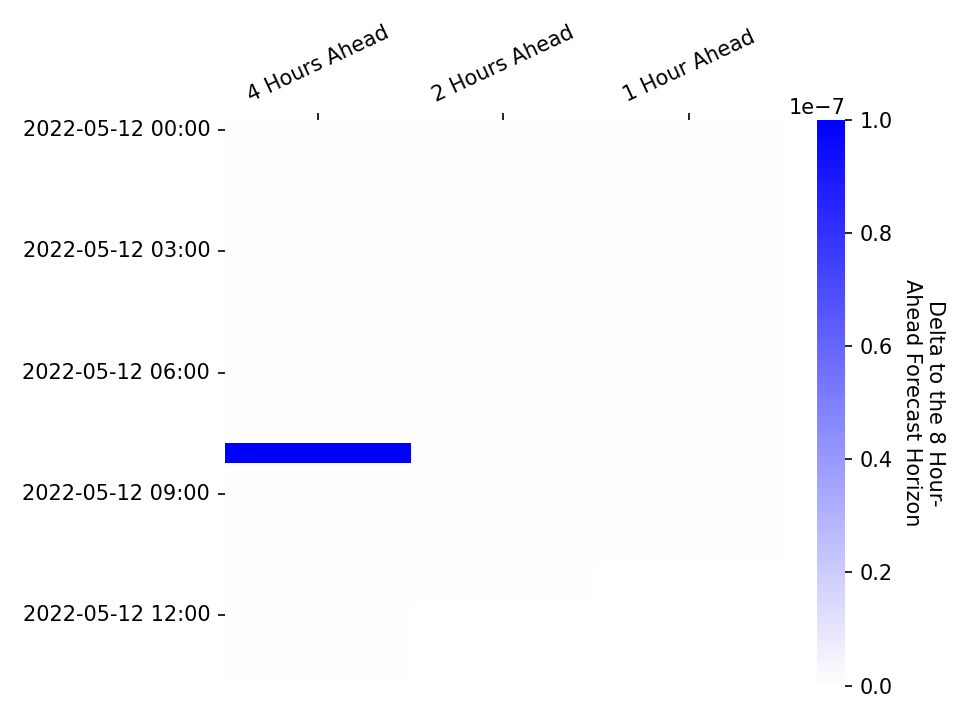 4 Hours Ahead
2 Hours Ahead
1 Hour Ahead
2022-05-12 00:00
2022-05-12 03:00
2022-05-12 06:00
2022-05-12 09:00
2022-05-12 12:00
1e−7
1.0
0.8
0.6
0.4
0.2
0.0
Delta to the 8 Hour-
Ahead Forecast Horizon